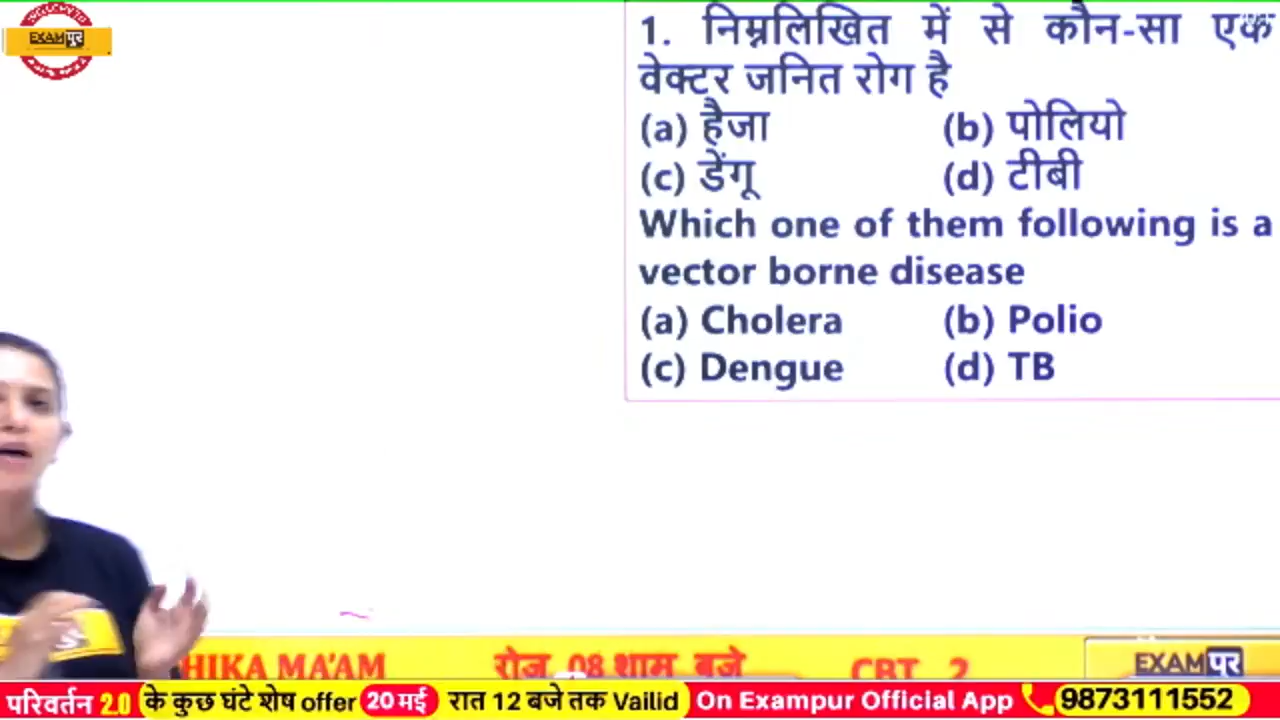 EXAMपुर
1. निम्नलिखित में से कौन-सा एक
वेक्टर जनित रोग है
(a) हैजा (b) पोलियो
(c) डेंगू (d) टीबी
Which one of them following is a
vector borne disease
(a) Cholera (b) Polio
(c) Dengue (d) TB
HIKA MA'AM रोज 08 शाम बजे CBT 2 EXAMपुर
परिवर्तन 2.0 के कुछ घंटे शेष offer 20 मई रात 12 बजे तक Vailid On Exampur Official App 9873111552